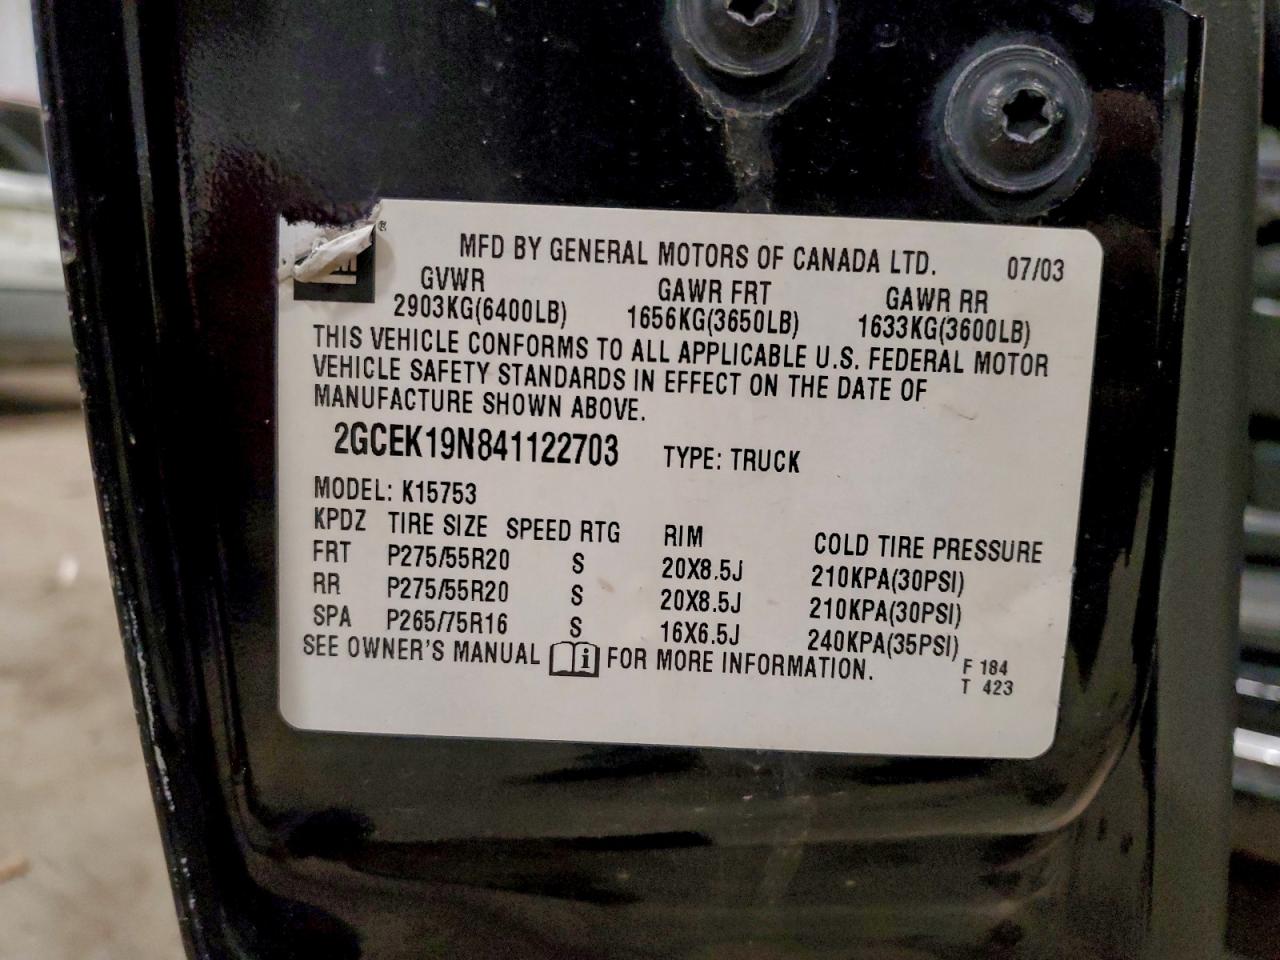 MFD BY GENERAL MOTORS OF CANADA LTD. 07/03
GVWR GAWR FRT GAWR RR
2903KG(6400LB) 1656KG(3650LB) 1633KG(3600LB)
THIS VEHICLE CONFORMS TO ALL APPLICABLE U.S. FEDERAL MOTOR
VEHICLE SAFETY STANDARDS IN EFFECT ON THE DATE OF
MANUFACTURE SHOWN ABOVE.
2GCEK19N841122703 TYPE: TRUCK
MODEL: K15753
KPDZ TIRE SIZE SPEED RTG RIM COLD TIRE PRESSURE
FRT P275/55R20 S 20X8.5J 210KPA(30PSI)
RR P275/55R20 S 20X8.5J 210KPA(30PSI)
SPA P265/75R16 S 16X6.5J 240KPA(35PSI)
SEE OWNER'S MANUAL i FOR MORE INFORMATION.
F 184
T 423